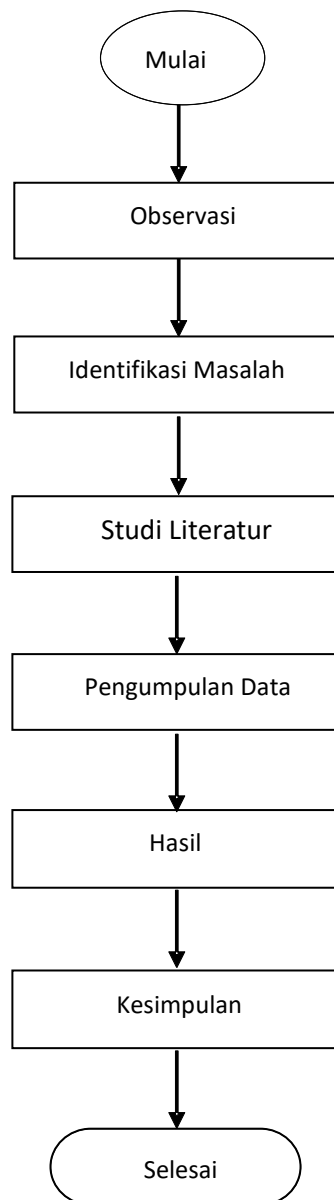 Mulai
Observasi
Identifikasi Masalah
Studi Literatur
Pengumpulan Data
Hasil
Kesimpulan
Selesai